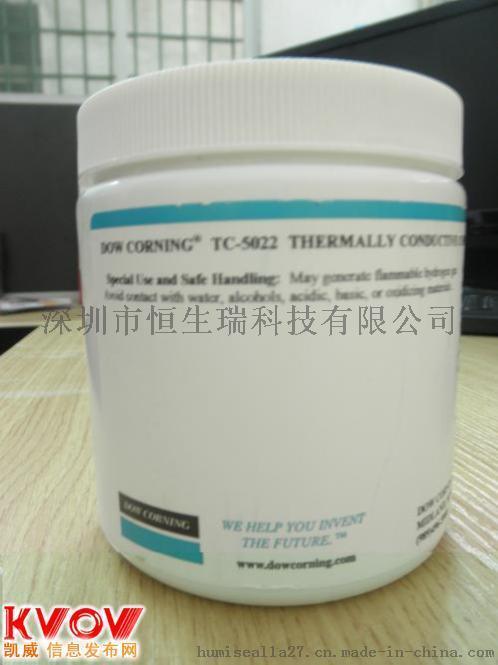 DOW CORNING® TC-5022 THERMALLY CONDUCTIVE
Special Use and Safe Handling: May generate flammable hydrogen gas
Avoid contact with water, alcohols, acidic, basic, or oxidizing materials.
深圳市恒生瑞科技有限公司
DOW CORNING
WE HELP YOU INVENT
THE FUTURE.™
www.dowcorning.com
DOW COR
MIDLAN
KVOV
凯威 信息发布网
humisealla27.cn.made-in-china.com